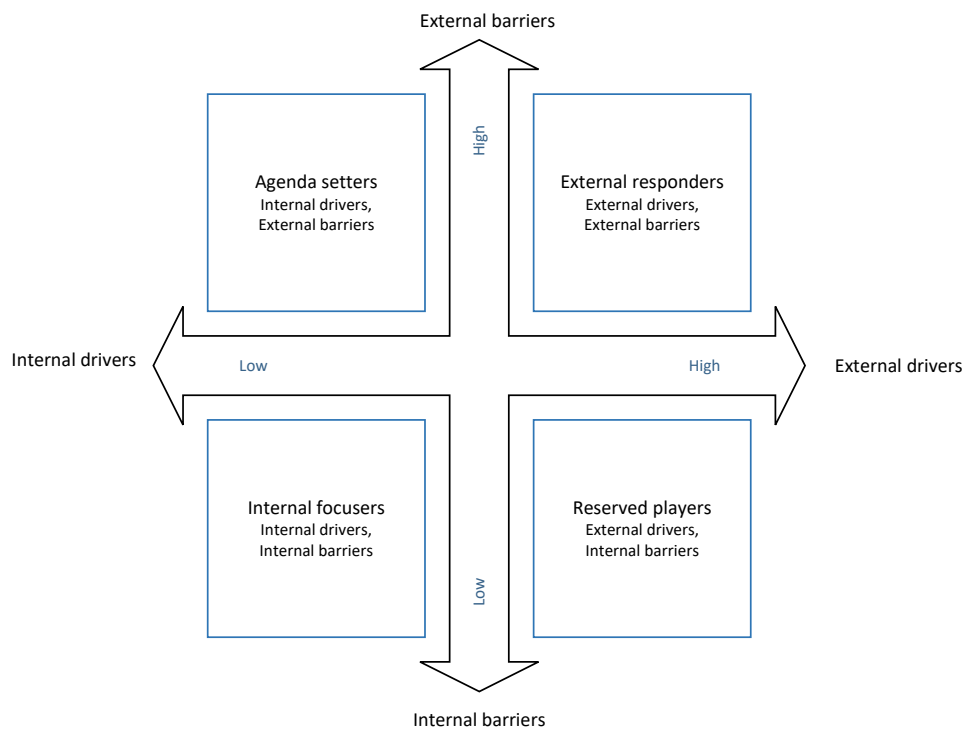 External barriers
High
Agenda setters
Internal drivers,
External barriers
External responders
External drivers,
External barriers
Internal drivers
Low
High
External drivers
Internal focusers
Internal drivers,
Internal barriers
Reserved players
External drivers,
Internal barriers
Low
Internal barriers